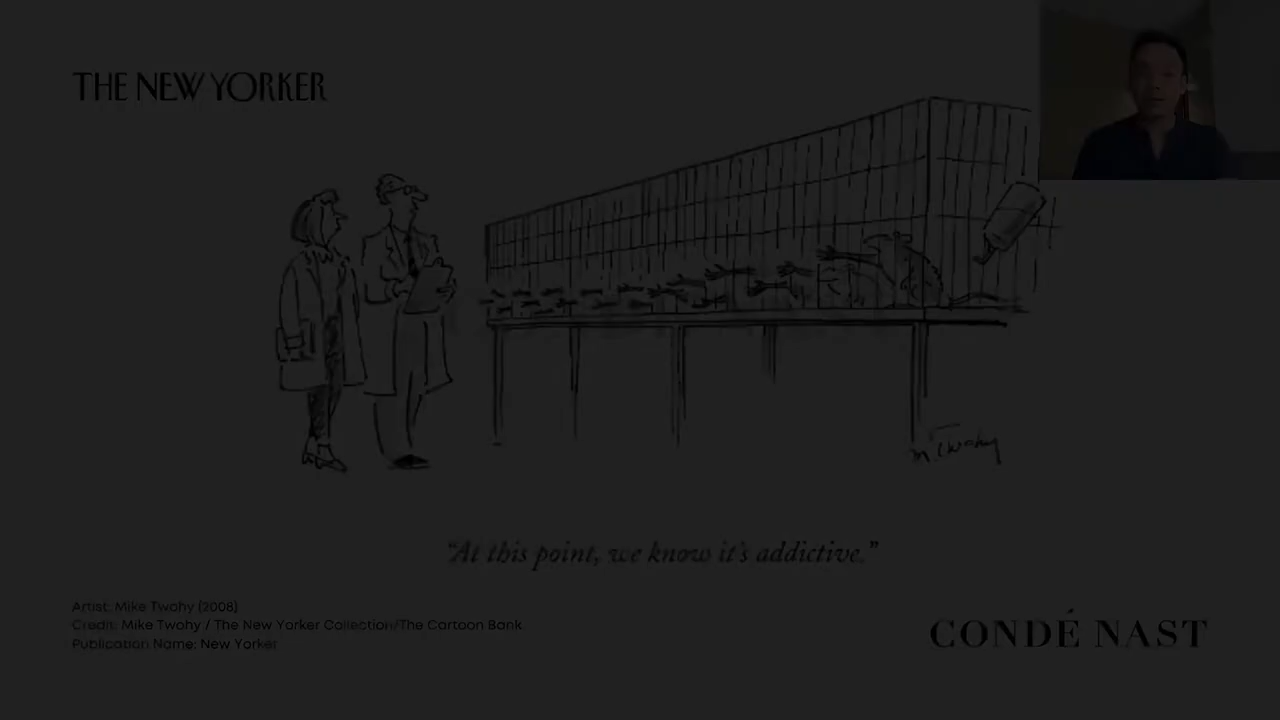 THE NEW YORKER
M. Twohy
“At this point, we know it’s addictive.”
Artist: Mike Twohy (2008)
Credit: Mike Twohy / The New Yorker Collection/The Cartoon Bank
Publication Name: New Yorker
CONDÉ NAST